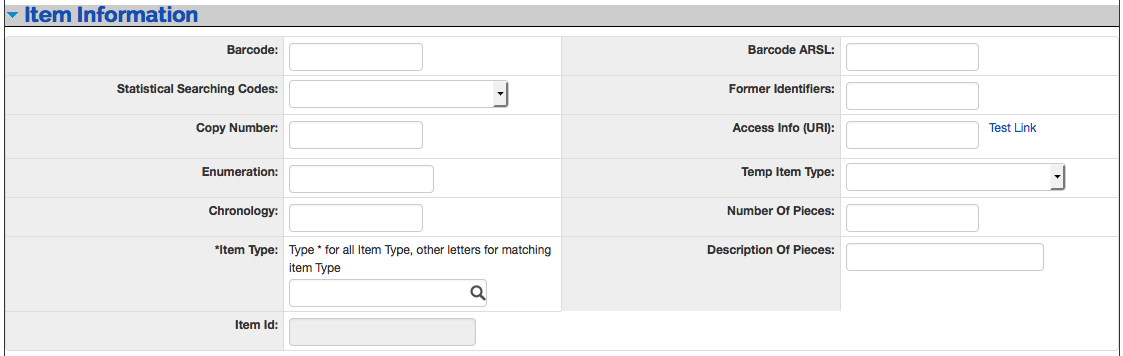 Item Information
Barcode:
Barcode ARSL:
Statistical Searching Codes:
Former Identifiers:
Copy Number:
Access Info (URI):
Test Link
Enumeration:
Temp Item Type:
Chronology:
Number Of Pieces:
*Item Type:
Type * for all Item Type, other letters for matching
item Type
Description Of Pieces:
Item Id: